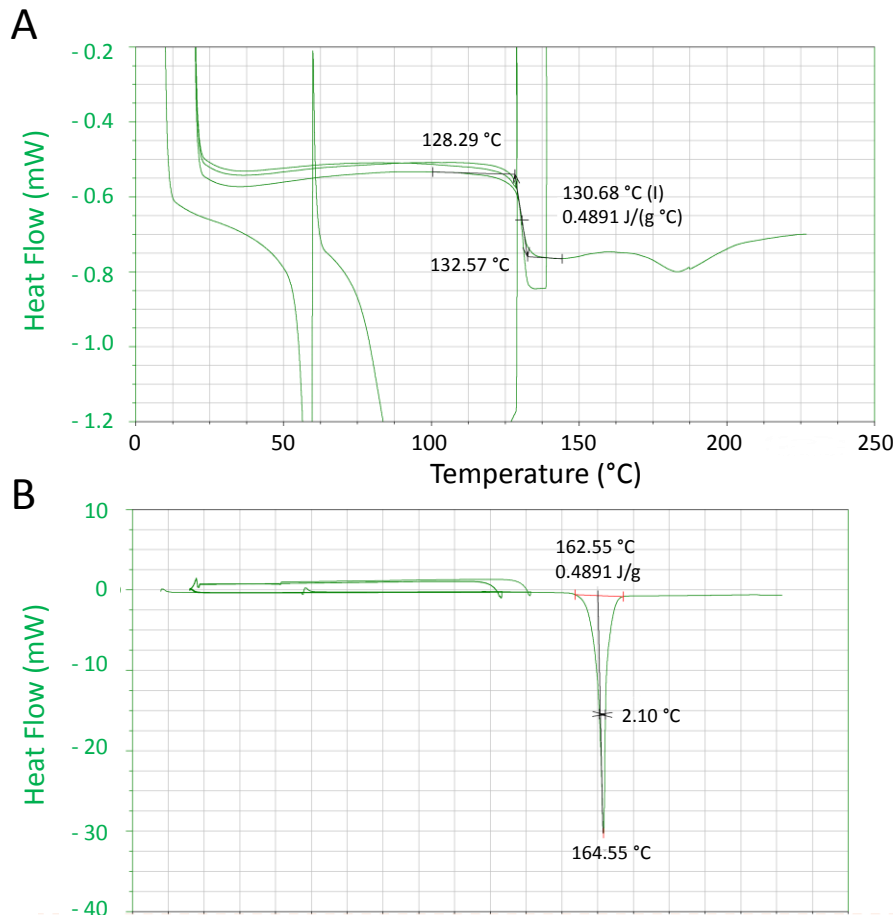 A
- 0.2
- 0.4
- 0.6
- 0.8
- 1.0
- 1.2
Heat Flow (mW)
128.29 °C
130.68 °C (I)
0.4891 J/(g °C)
132.57 °C
0
50
100
150
200
250
Temperature (°C)
B
10
0
- 10
- 20
- 30
- 40
Heat Flow (mW)
162.55 °C
0.4891 J/g
2.10 °C
164.55 °C